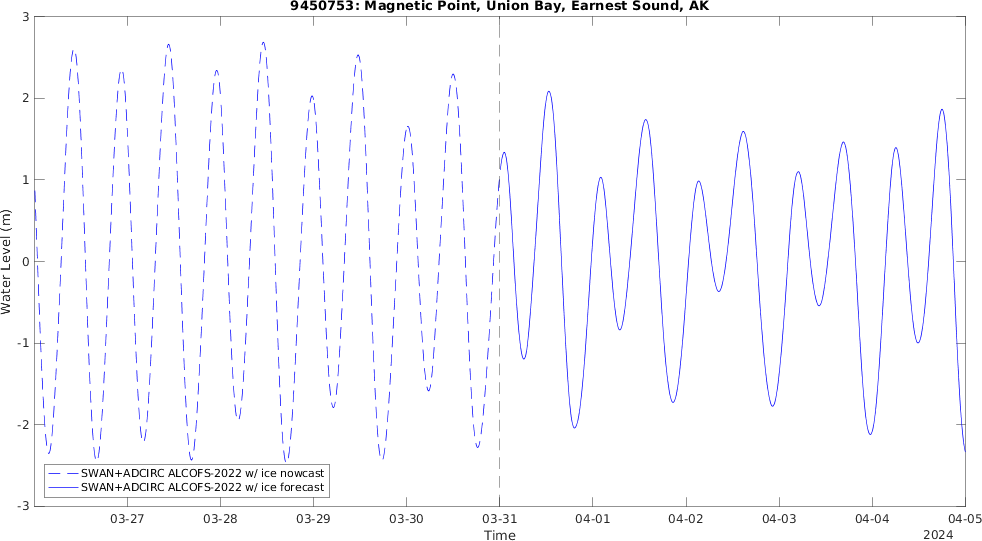 9450753: Magnetic Point, Union Bay, Earnest Sound, AK
3
2
1
0
-1
-2
-3
Water Level (m)
SWAN+ADCIRC ALCOFS-2022 w/ ice nowcast
SWAN+ADCIRC ALCOFS-2022 w/ ice forecast
03-27 03-28 03-29 03-30 03-31 04-01 04-02 04-03 04-04 04-05
Time
2024